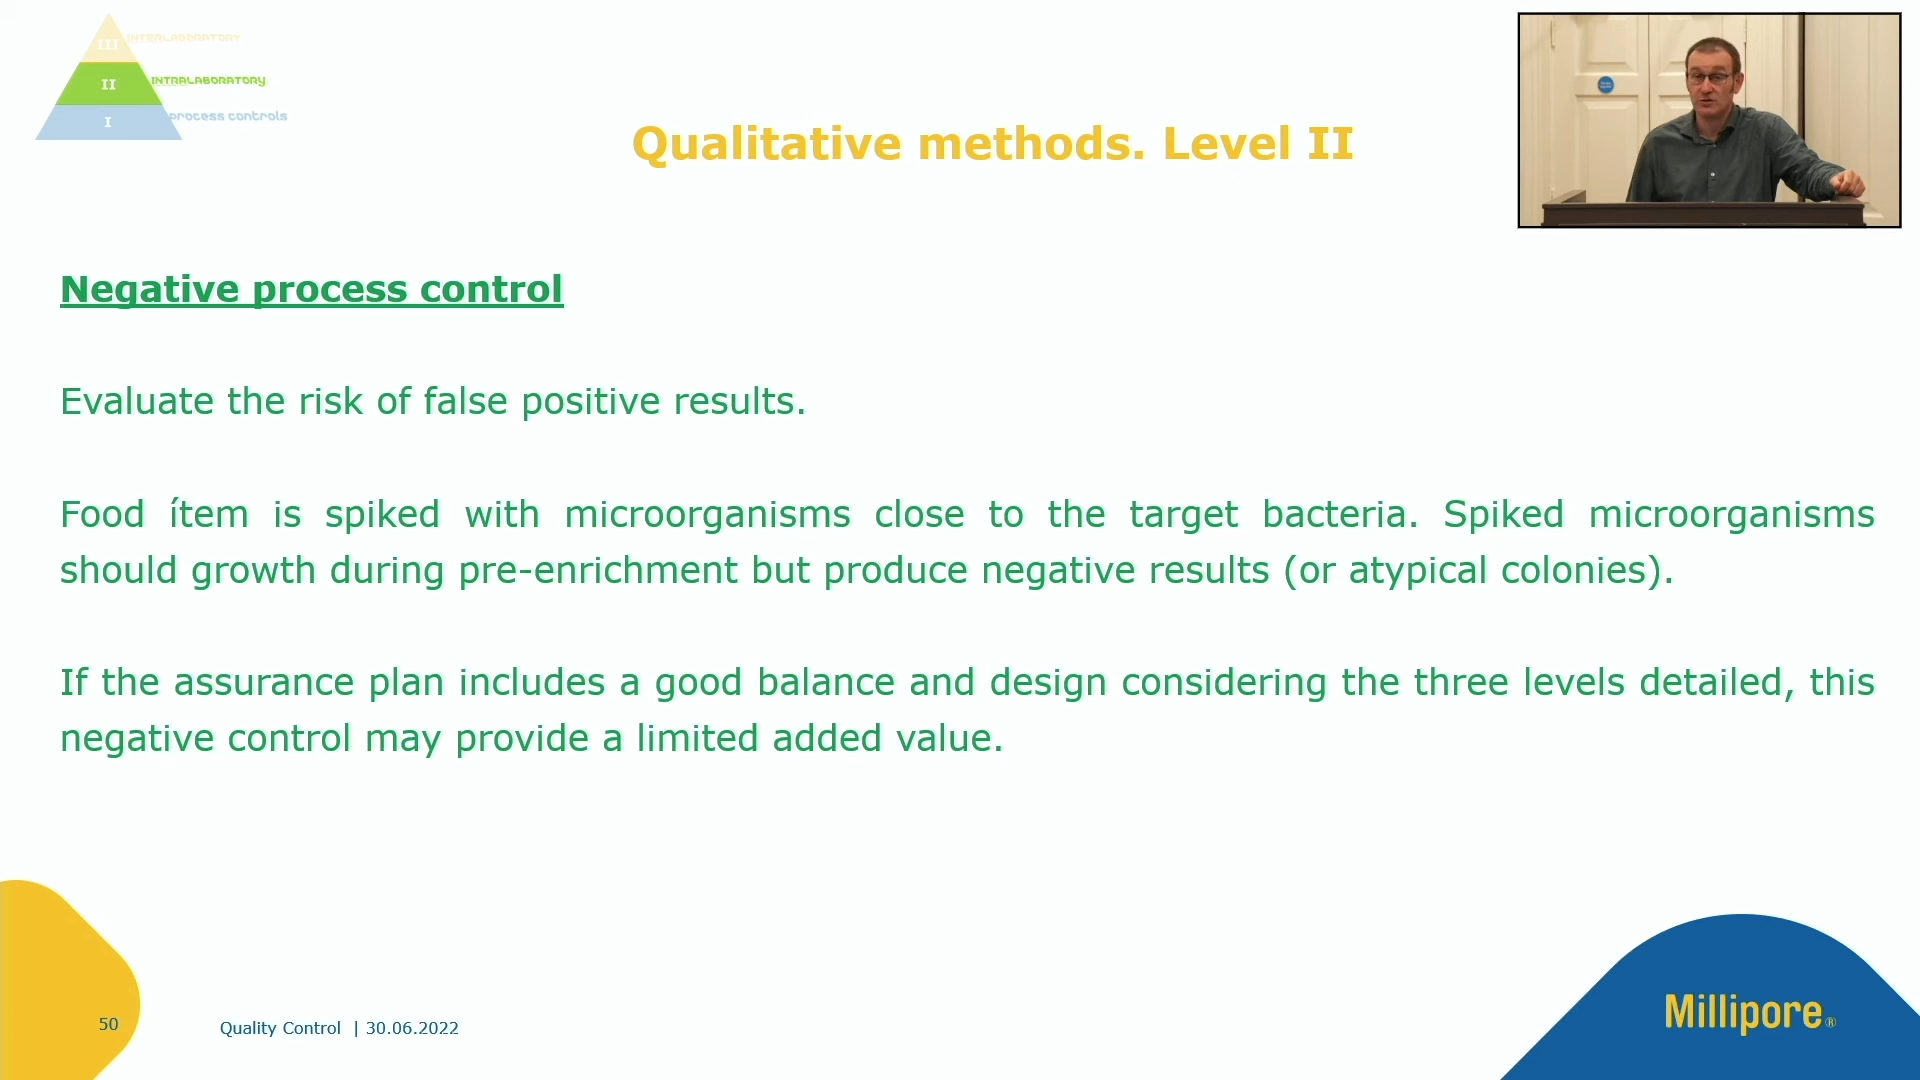 III INTERLABORATORY
II INTRALABORATORY
I process controls
Qualitative methods. Level II
Negative process control
Evaluate the risk of false positive results.
Food ítem is spiked with microorganisms close to the target bacteria. Spiked microorganisms
should growth during pre-enrichment but produce negative results (or atypical colonies).
If the assurance plan includes a good balance and design considering the three levels detailed, this
negative control may provide a limited added value.
50
Quality Control | 30.06.2022
Millipore®